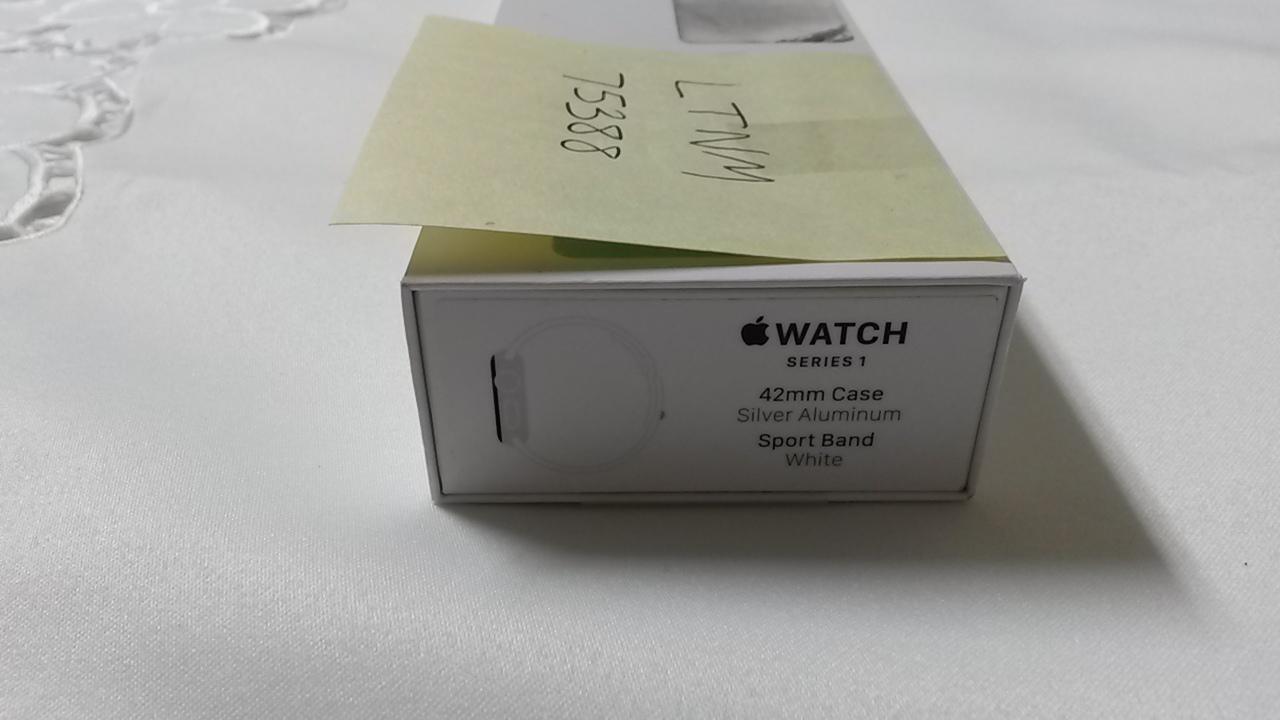 LTNM
75388
WATCH
SERIES 1
42mm Case
Silver Aluminum
Sport Band
White